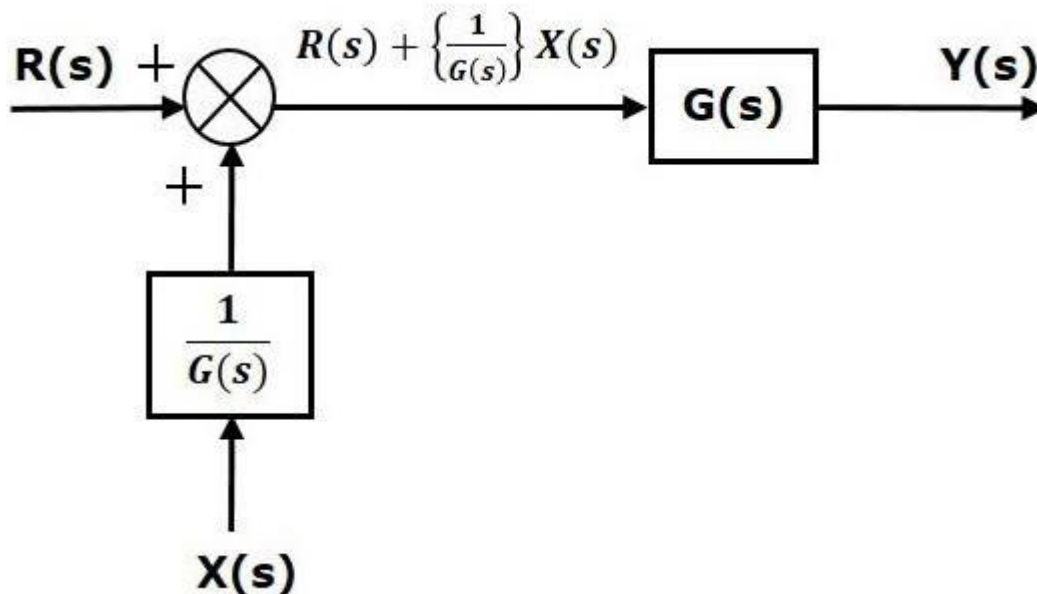 R(s)
+
R(s) + {1/G(s)} X(s)
G(s)
Y(s)
+
1
G(s)
X(s)